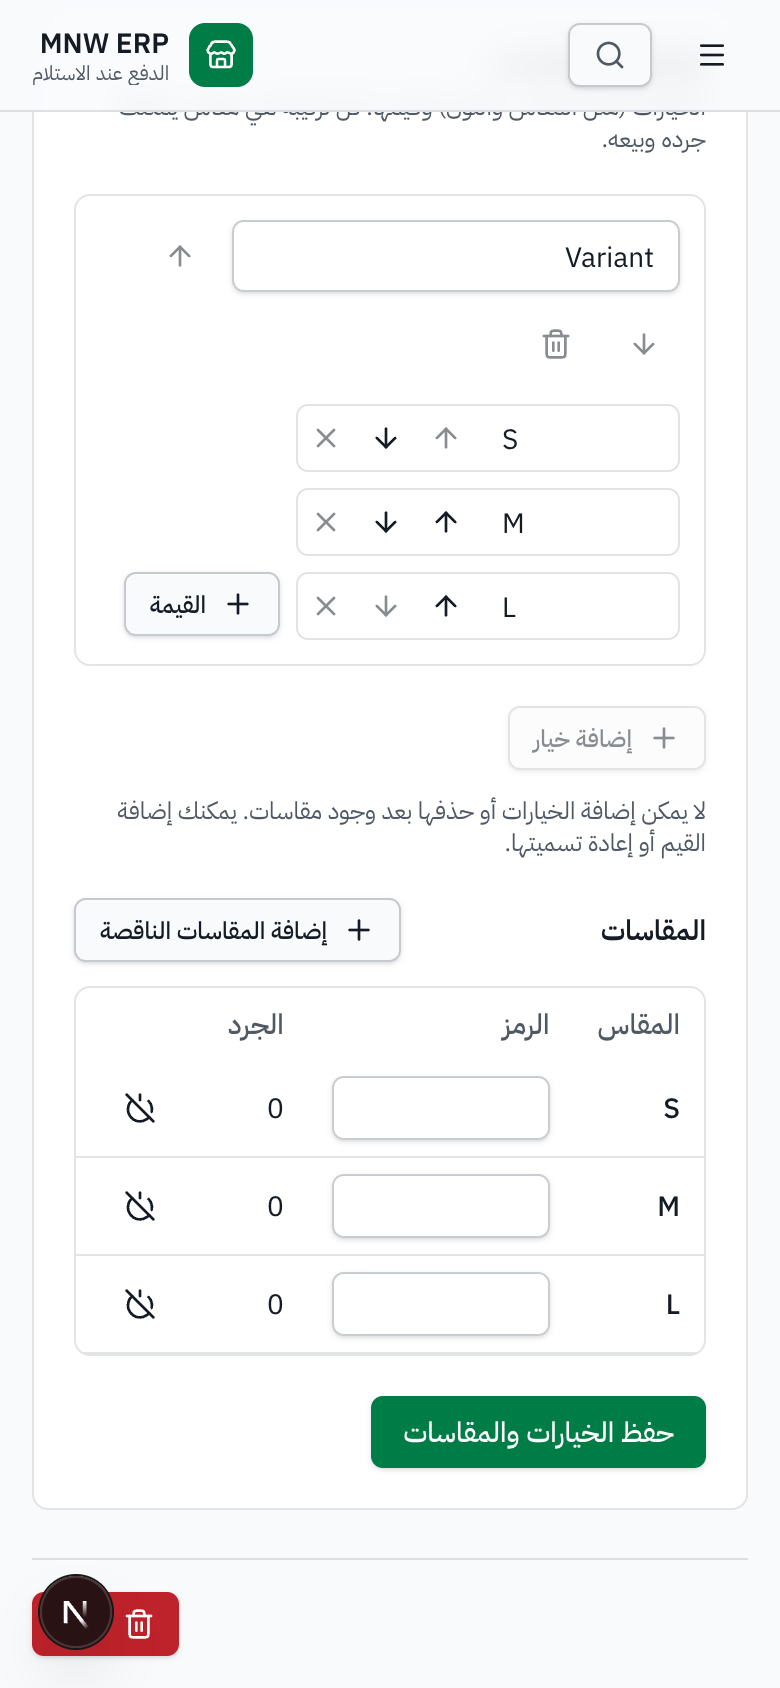 MNW ERP
الدفع عند الاستلام
جرده وبيعه.
Variant
S
M
L
القيمة
إضافة خيار
لا يمكن إضافة الخيارات أو حذفها بعد وجود مقاسات. يمكنك إضافة
القيم أو إعادة تسميتها.
المقاسات
إضافة المقاسات الناقصة
المقاس الرمز الجرد
S 0
M 0
L 0
حفظ الخيارات والمقاسات
N